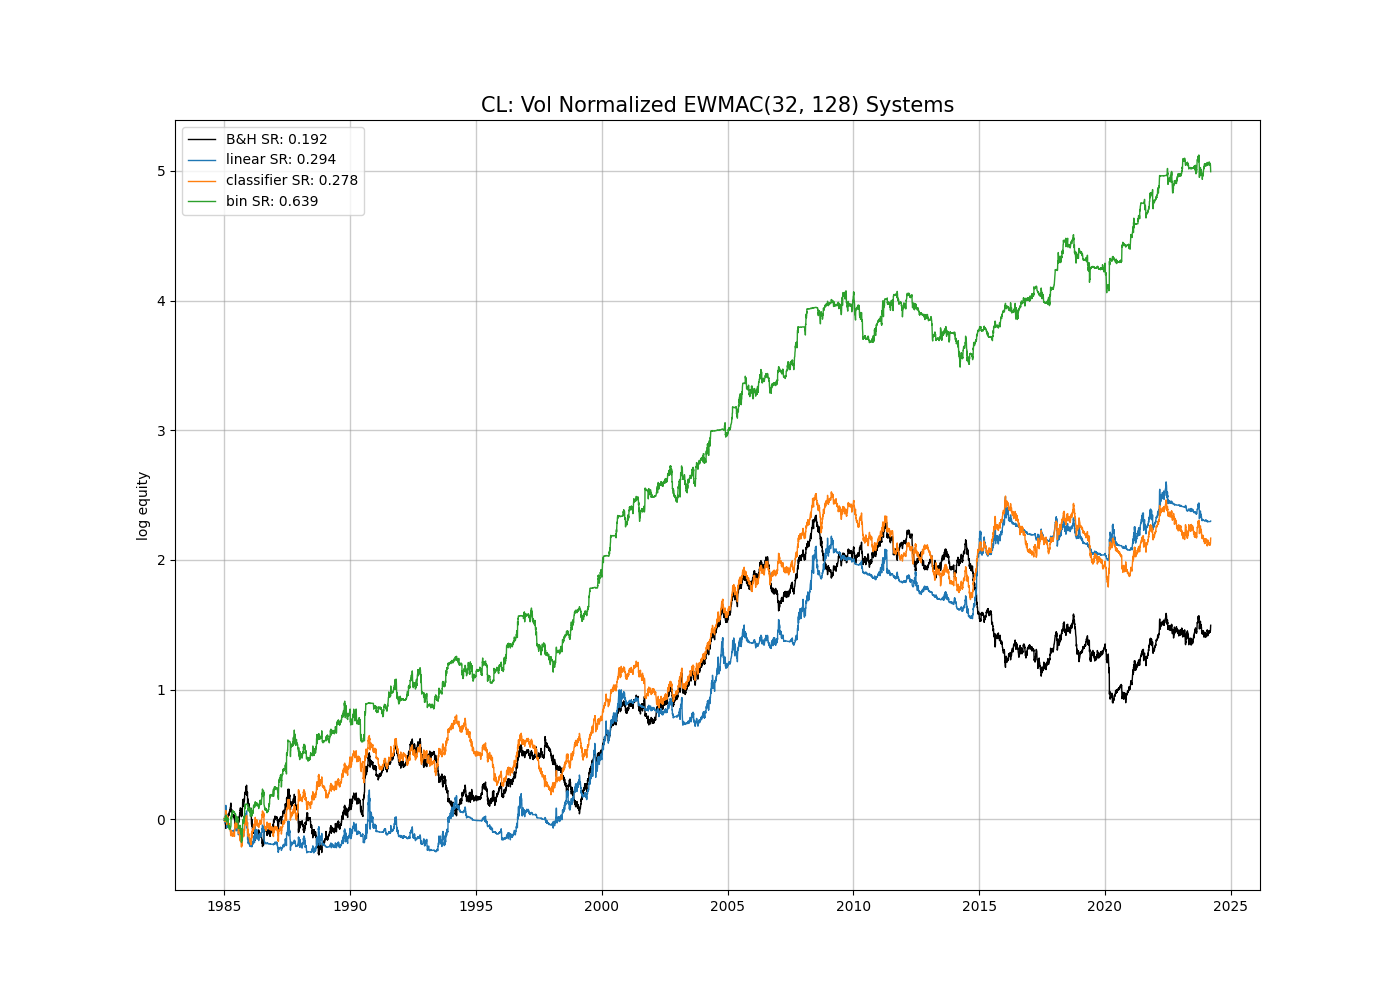 CL: Vol Normalized EWMAC(32, 128) Systems
B&H SR: 0.192
linear SR: 0.294
classifier SR: 0.278
bin SR: 0.639
log equity
5
4
3
2
1
0
1985 1990 1995 2000 2005 2010 2015 2020 2025